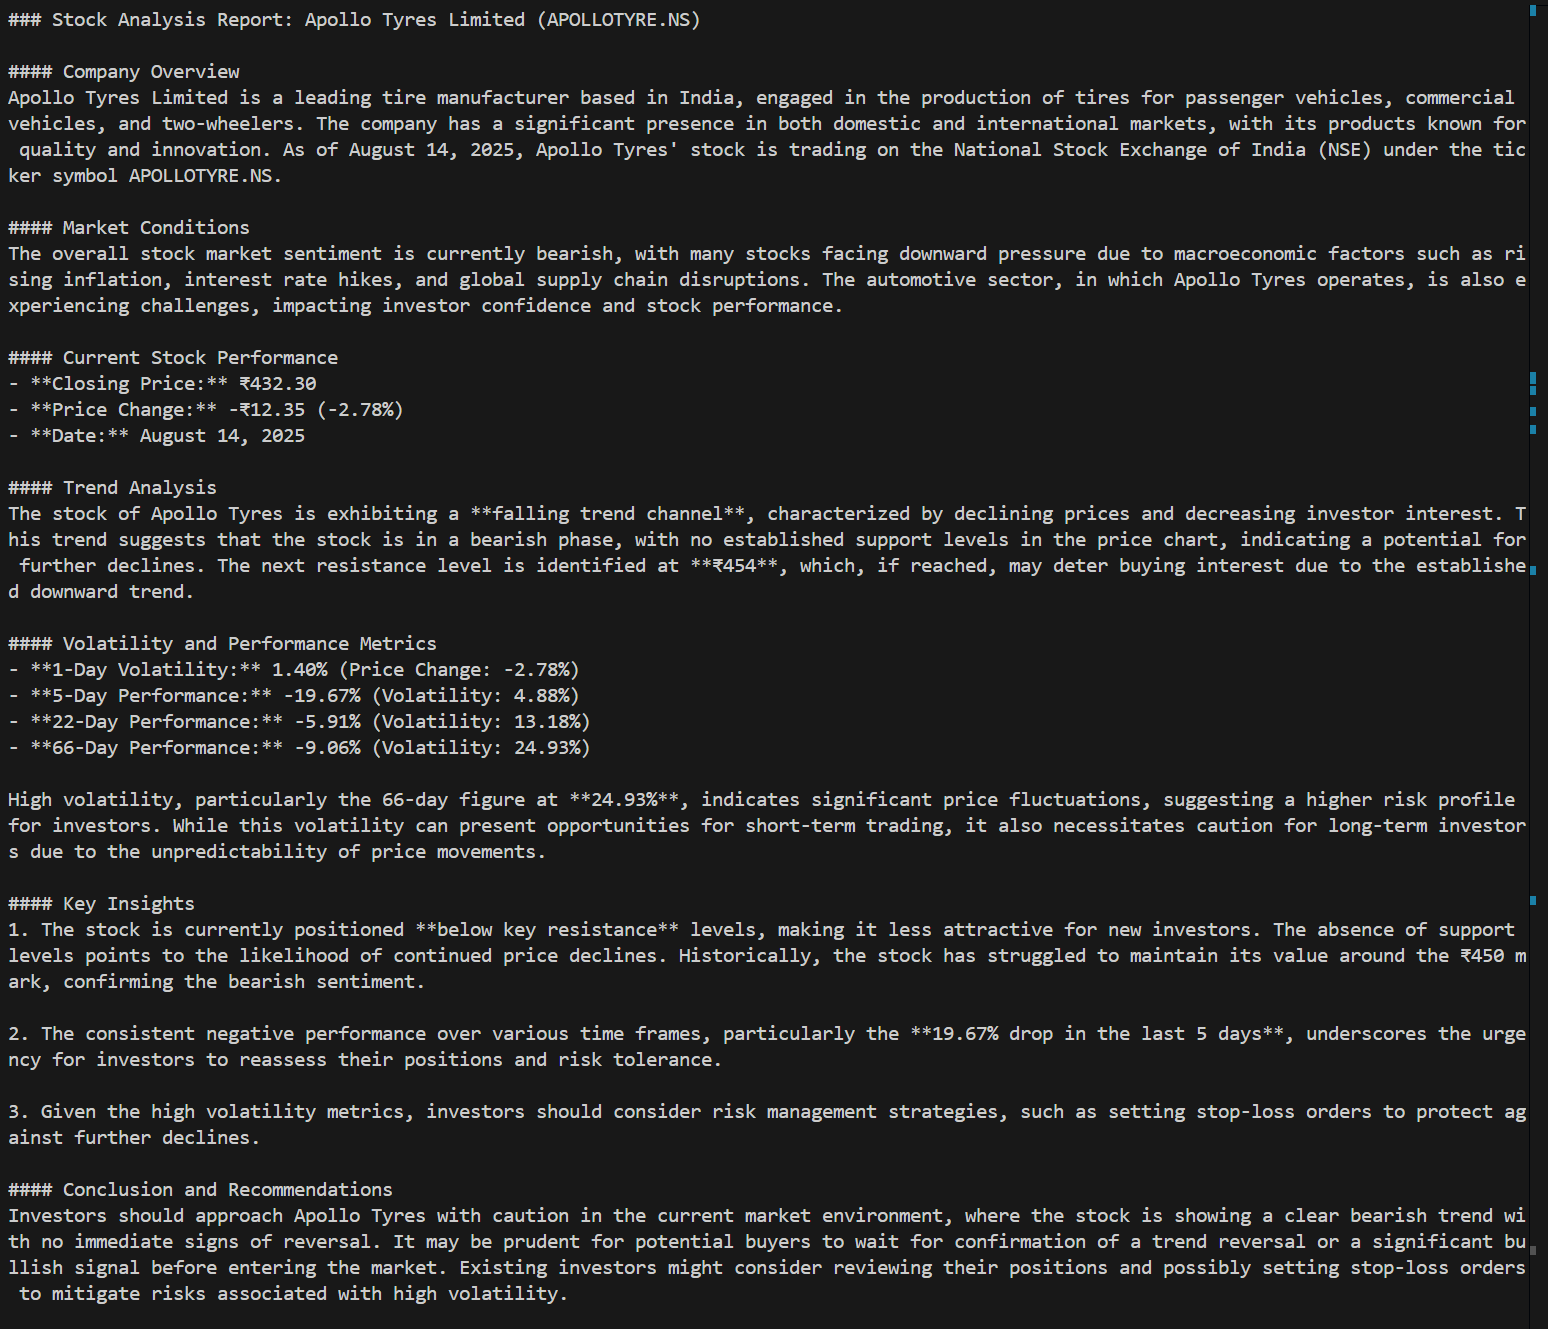 ### Stock Analysis Report: Apollo Tyres Limited (APOLLOTYRE.NS)
#### Company Overview
Apollo Tyres Limited is a leading tire manufacturer based in India, engaged in the production of tires for passenger vehicles, commercial
vehicles, and two-wheelers. The company has a significant presence in both domestic and international markets, with its products known for
 quality and innovation. As of August 14, 2025, Apollo Tyres' stock is trading on the National Stock Exchange of India (NSE) under the tic
ker symbol APOLLOTYRE.NS.
#### Market Conditions
The overall stock market sentiment is currently bearish, with many stocks facing downward pressure due to macroeconomic factors such as ri
sing inflation, interest rate hikes, and global supply chain disruptions. The automotive sector, in which Apollo Tyres operates, is also e
xperiencing challenges, impacting investor confidence and stock performance.
#### Current Stock Performance
- **Closing Price:** ₹432.30
- **Price Change:** -₹12.35 (-2.78%)
- **Date:** August 14, 2025
#### Trend Analysis
The stock of Apollo Tyres is exhibiting a **falling trend channel**, characterized by declining prices and decreasing investor interest. T
his trend suggests that the stock is in a bearish phase, with no established support levels in the price chart, indicating a potential for
 further declines. The next resistance level is identified at **₹454**, which, if reached, may deter buying interest due to the establishe
d downward trend.
#### Volatility and Performance Metrics
- **1-Day Volatility:** 1.40% (Price Change: -2.78%)
- **5-Day Performance:** -19.67% (Volatility: 4.88%)
- **22-Day Performance:** -5.91% (Volatility: 13.18%)
- **66-Day Performance:** -9.06% (Volatility: 24.93%)
High volatility, particularly the 66-day figure at **24.93%**, indicates significant price fluctuations, suggesting a higher risk profile
for investors. While this volatility can present opportunities for short-term trading, it also necessitates caution for long-term investor
s due to the unpredictability of price movements.
#### Key Insights
1. The stock is currently positioned **below key resistance** levels, making it less attractive for new investors. The absence of support
levels points to the likelihood of continued price declines. Historically, the stock has struggled to maintain its value around the ₹450 m
ark, confirming the bearish sentiment.
2. The consistent negative performance over various time frames, particularly the **19.67% drop in the last 5 days**, underscores the urge
ncy for investors to reassess their positions and risk tolerance.
3. Given the high volatility metrics, investors should consider risk management strategies, such as setting stop-loss orders to protect ag
ainst further declines.
#### Conclusion and Recommendations
Investors should approach Apollo Tyres with caution in the current market environment, where the stock is showing a clear bearish trend wi
th no immediate signs of reversal. It may be prudent for potential buyers to wait for confirmation of a trend reversal or a significant bu
llish signal before entering the market. Existing investors might consider reviewing their positions and possibly setting stop-loss orders
 to mitigate risks associated with high volatility.